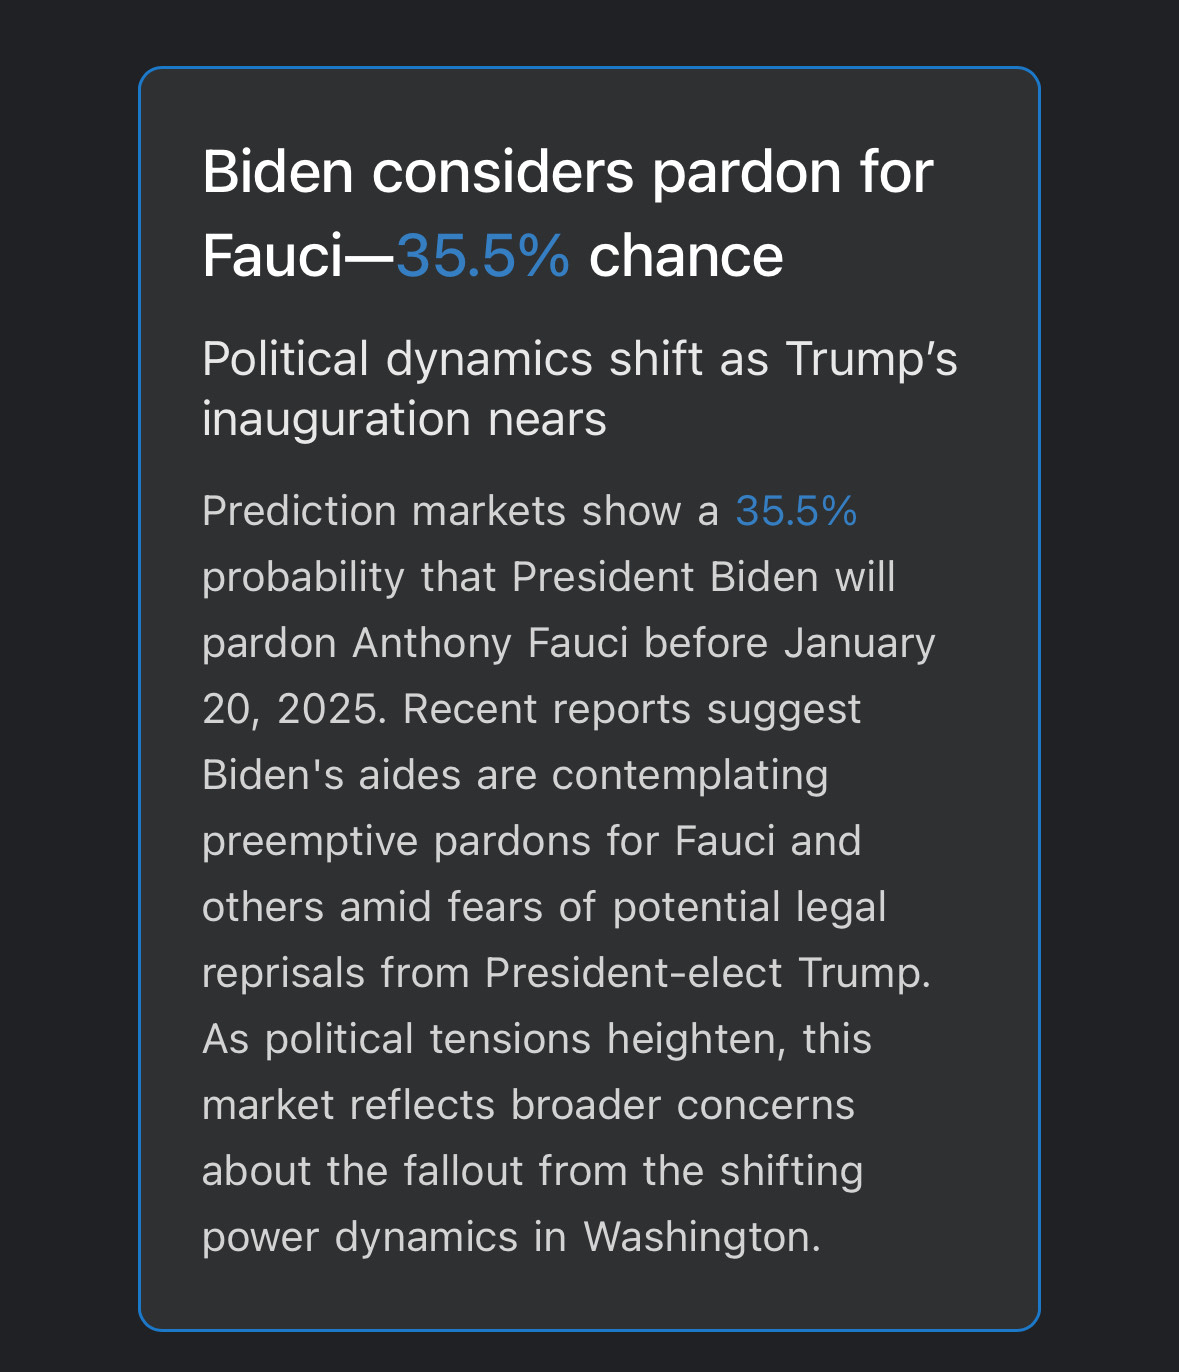 Biden considers pardon for
Fauci—35.5% chance
Political dynamics shift as Trump’s
inauguration nears
Prediction markets show a 35.5%
probability that President Biden will
pardon Anthony Fauci before January
20, 2025. Recent reports suggest
Biden's aides are contemplating
preemptive pardons for Fauci and
others amid fears of potential legal
reprisals from President-elect Trump.
As political tensions heighten, this
market reflects broader concerns
about the fallout from the shifting
power dynamics in Washington.